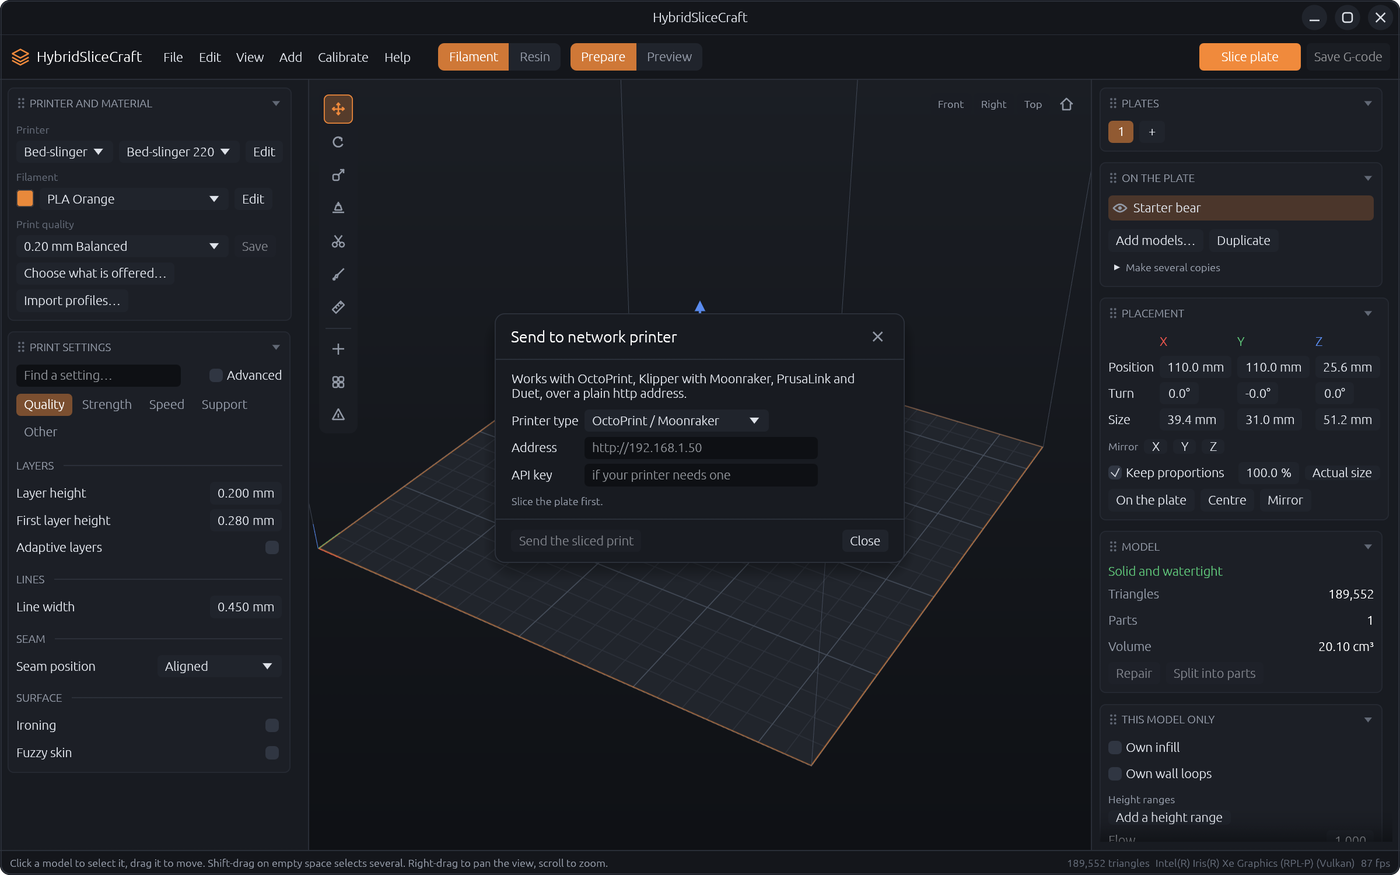 HybridSliceCraft
HybridSliceCraft File Edit View Add Calibrate Help Filament Resin Prepare Preview Slice plate Save G-code
PRINTER AND MATERIAL
Printer
Bed-slinger Bed-slinger 220 Edit
Filament
PLA Orange Edit
Print quality
0.20 mm Balanced Save
Choose what is offered…
Import profiles…
PRINT SETTINGS
Find a setting… Advanced
Quality Strength Speed Support
Other
LAYERS
Layer height 0.200 mm
First layer height 0.280 mm
Adaptive layers
LINES
Line width 0.450 mm
SEAM
Seam position Aligned
SURFACE
Ironing
Fuzzy skin
Front Right Top
Send to network printer
Works with OctoPrint, Klipper with Moonraker, PrusaLink and
Duet, over a plain http address.
Printer type OctoPrint / Moonraker
Address http://192.168.1.50
API key if your printer needs one
Slice the plate first.
Send the sliced print Close
PLATES
1 +
ON THE PLATE
Starter bear
Add models… Duplicate
Make several copies
PLACEMENT
X Y Z
Position 110.0 mm 110.0 mm 25.6 mm
Turn 0.0° -0.0° 0.0°
Size 39.4 mm 31.0 mm 51.2 mm
Mirror X Y Z
Keep proportions 100.0 % Actual size
On the plate Centre Mirror
MODEL
Solid and watertight
Triangles 189,552
Parts 1
Volume 20.10 cm³
Repair Split into parts
THIS MODEL ONLY
Own infill
Own wall loops
Height ranges
Add a height range
Flow 1.000
Click a model to select it, drag it to move. Shift-drag on empty space selects several. Right-drag to pan the view, scroll to zoom.
189,552 triangles Intel(R) Iris(R) Xe Graphics (RPL-P) (Vulkan) 87 fps